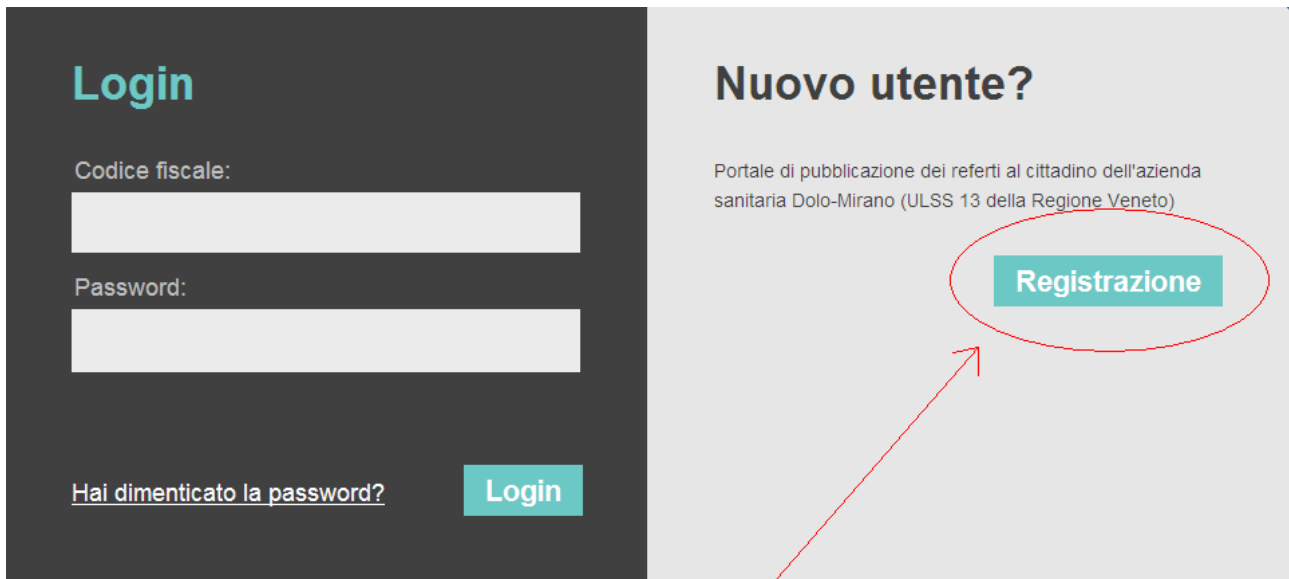 Login
Codice fiscale:
Password:
Hai dimenticato la password?
Login
Nuovo utente?
Portale di pubblicazione dei referti al cittadino dell'azienda
sanitaria Dolo-Mirano (ULSS 13 della Regione Veneto)
Registrazione